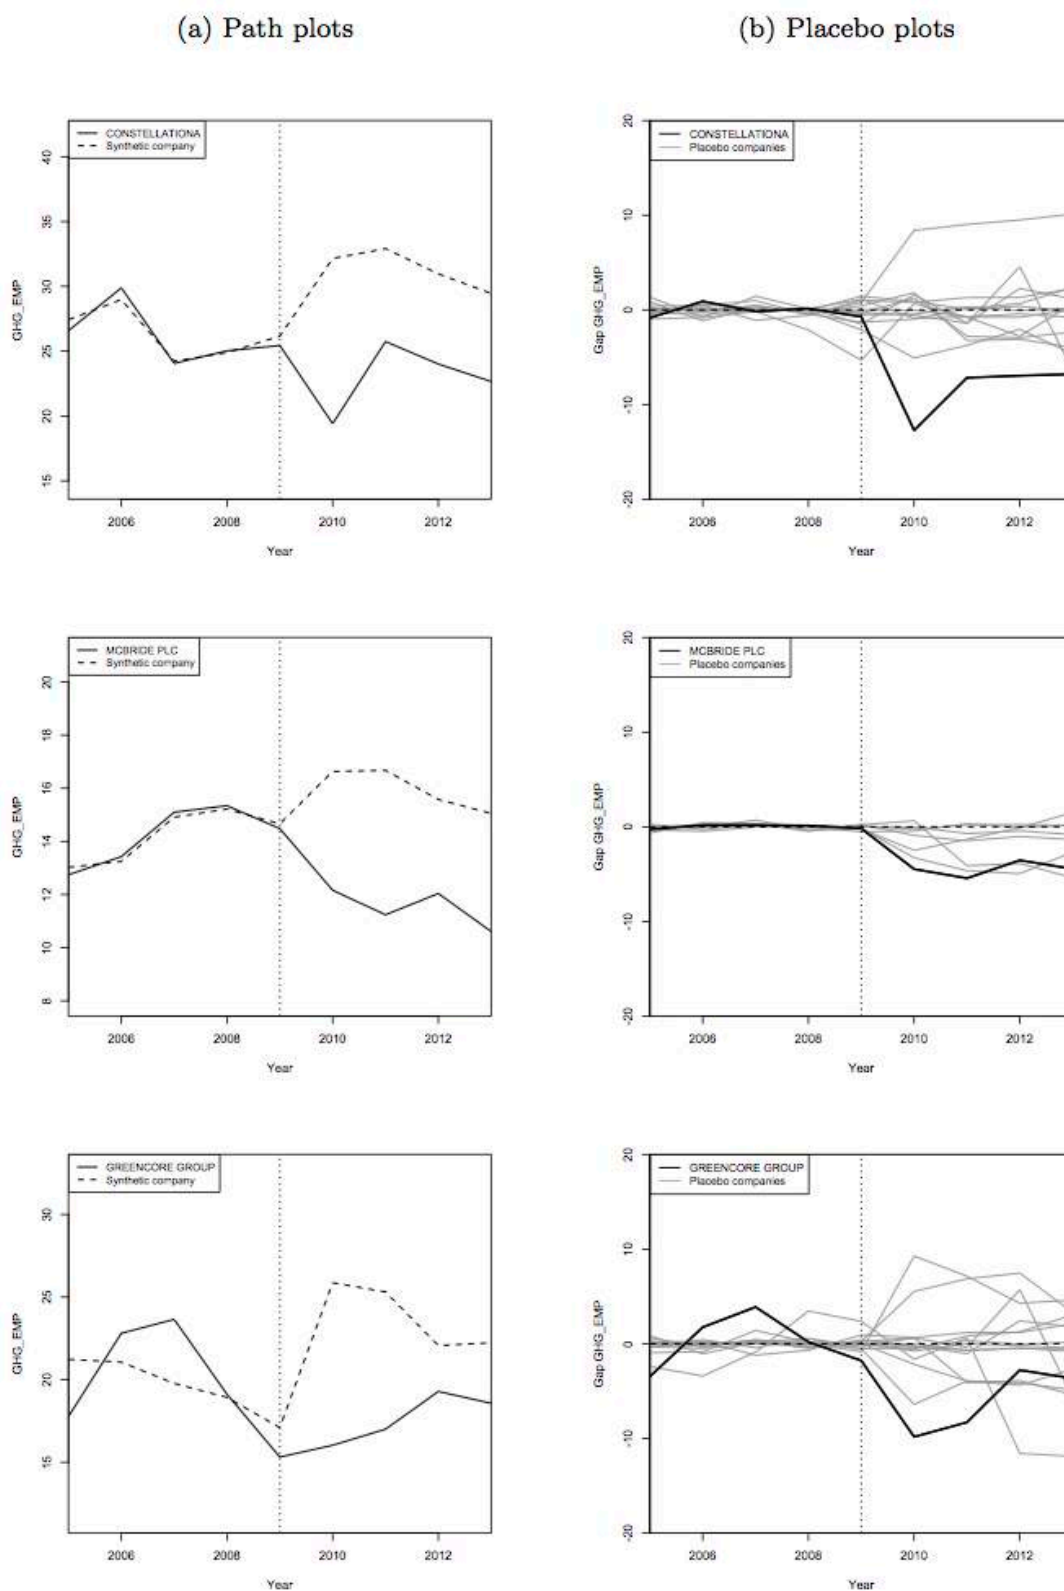 (a) Path plots
(b) Placebo plots
CONSTELLATIONA
Synthetic company
40
35
30
25
20
15
GHG_EMP
2006
2008
2010
2012
Year
CONSTELLATIONA
Placebo companies
20
10
0
-10
-20
Gap GHG_EMP
2006
2008
2010
2012
Year
MCBRIDE PLC
Synthetic company
20
18
16
14
12
10
8
GHG_EMP
2006
2008
2010
2012
Year
MCBRIDE PLC
Placebo companies
20
10
0
-10
-20
Gap GHG_EMP
2006
2008
2010
2012
Year
GREENCORE GROUP
Synthetic company
30
25
20
15
GHG_EMP
2006
2008
2010
2012
Year
GREENCORE GROUP
Placebo companies
20
10
0
-10
-20
Gap GHG_EMP
2006
2008
2010
2012
Year